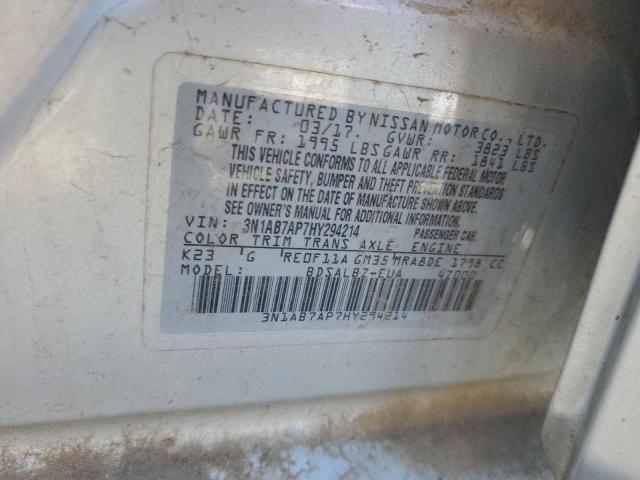 MANUFACTURED BY NISSAN MOTOR CO., LTD.
DATE: 03/17. GVWR: 3823 LBS
GAWR FR: 1995 LBS GAWR RR: 1841 LBS
THIS VEHICLE CONFORMS TO ALL APPLICABLE FEDERAL MOTOR
VEHICLE SAFETY, BUMPER AND THEFT PREVENTION STANDARDS
IN EFFECT ON THE DATE OF MANUFACTURE SHOWN ABOVE.
SEE OWNER'S MANUAL FOR ADDITIONAL INFORMATION.
VIN: 3N1AB7AP7HY294214 PASSENGER CAR
COLOR TRIM TRANS AXLE ENGINE
K23 G RE0F11A GM35 MRA8DE 1798 CC
MODEL: BDSALBZ-EUA 47000
3N1AB7AP7HY294214